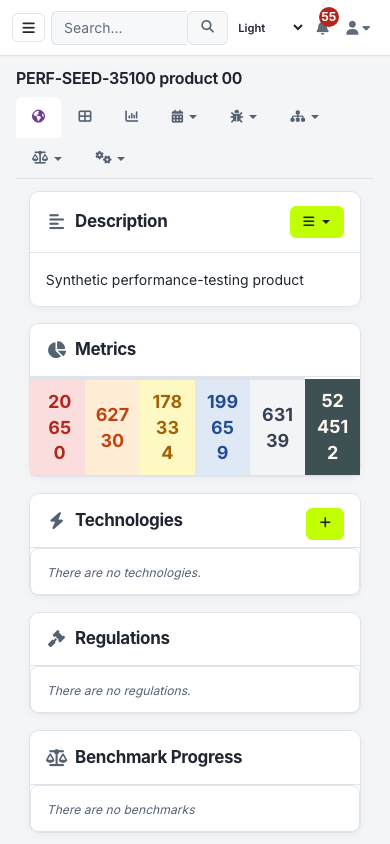 Search...
Light
55
PERF-SEED-35100 product 00
Description
Synthetic performance-testing product
Metrics
20
65
0
627
30
178
33
4
199
65
9
631
39
52
451
2
Technologies
There are no technologies.
Regulations
There are no regulations.
Benchmark Progress
There are no benchmarks